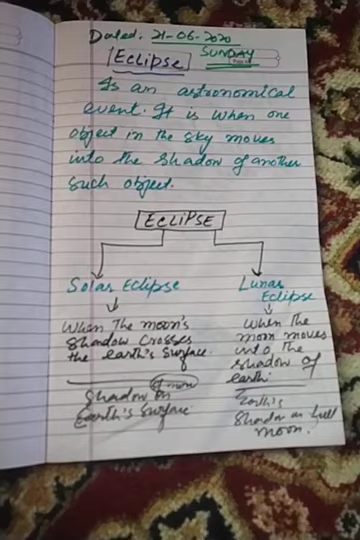 Dated. 21-06-2020
SUNDAY
Eclipse
Is an astronomical
event. It is when one
object in the sky moves
into the shadow of another
such object.
ECLIPSE
Solar Eclipse
When The moon's
Shadow Crosses
the earth's surface.
of moon
Shadow on
Earth's Surface
Lunar
Eclipse
When The
moon moves
into The
shadow of
earth.
Earth's
Shadow on full
moon.